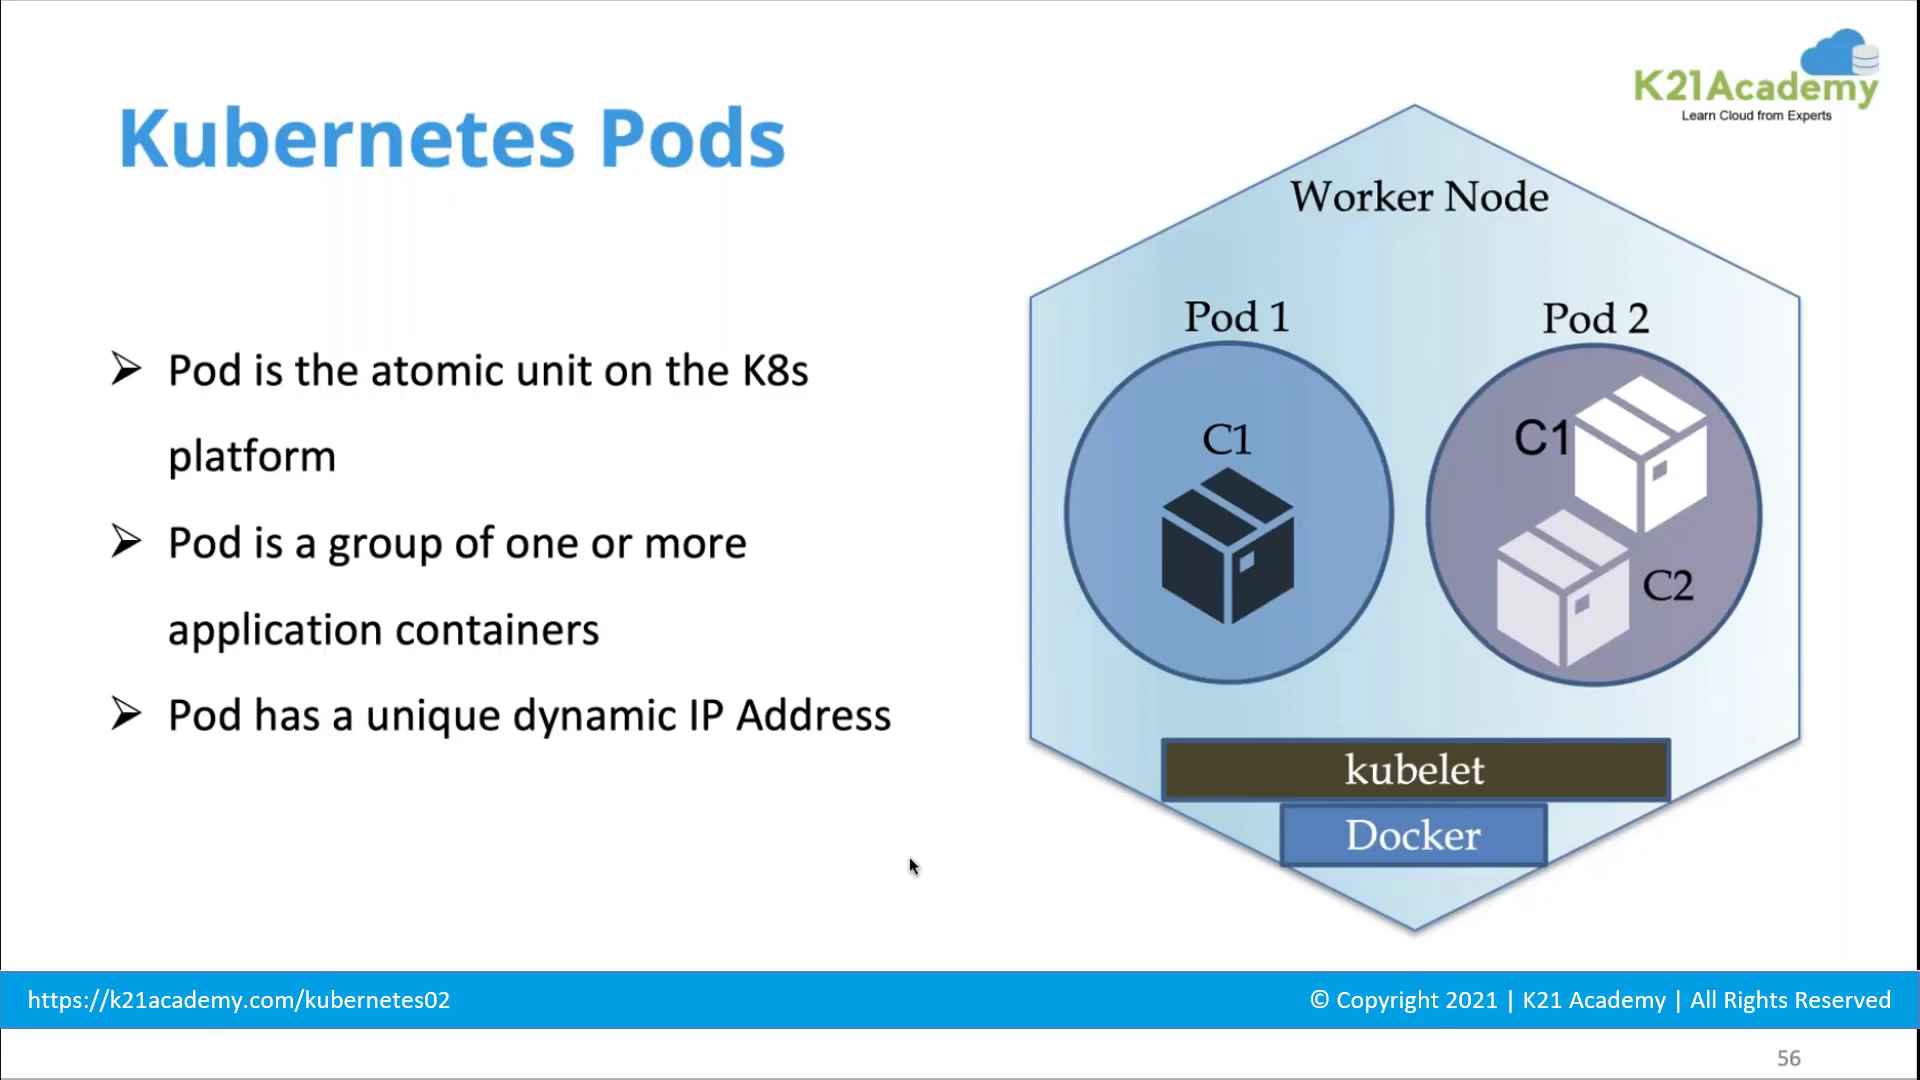 K21Academy
Learn Cloud from Experts
Kubernetes Pods
Pod is the atomic unit on the K8s
platform
Pod is a group of one or more
application containers
Pod has a unique dynamic IP Address
Worker Node
Pod 1
Pod 2
C1
C1
C2
kubelet
Docker
https://k21academy.com/kubernetes02
© Copyright 2021 | K21 Academy | All Rights Reserved
56